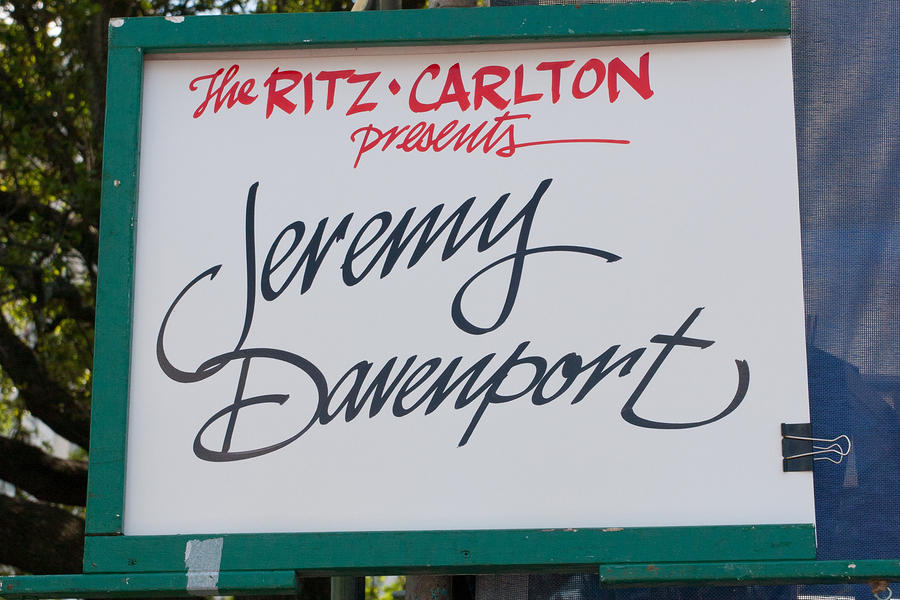 The RITZ • CARLTON
presents
Jeremy
Davenport